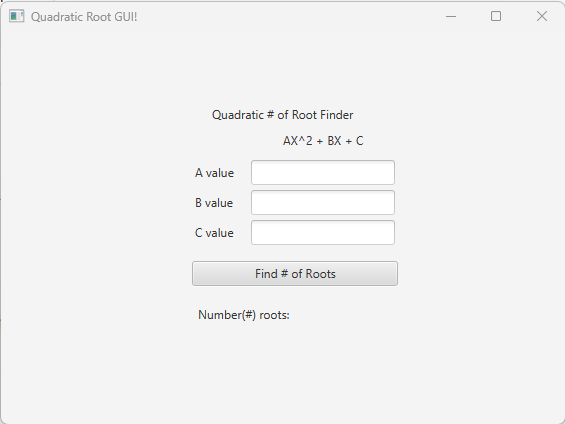 Quadratic Root GUI!
Quadratic # of Root Finder
AX^2 + BX + C
A value
B value
C value
Find # of Roots
Number(#) roots: